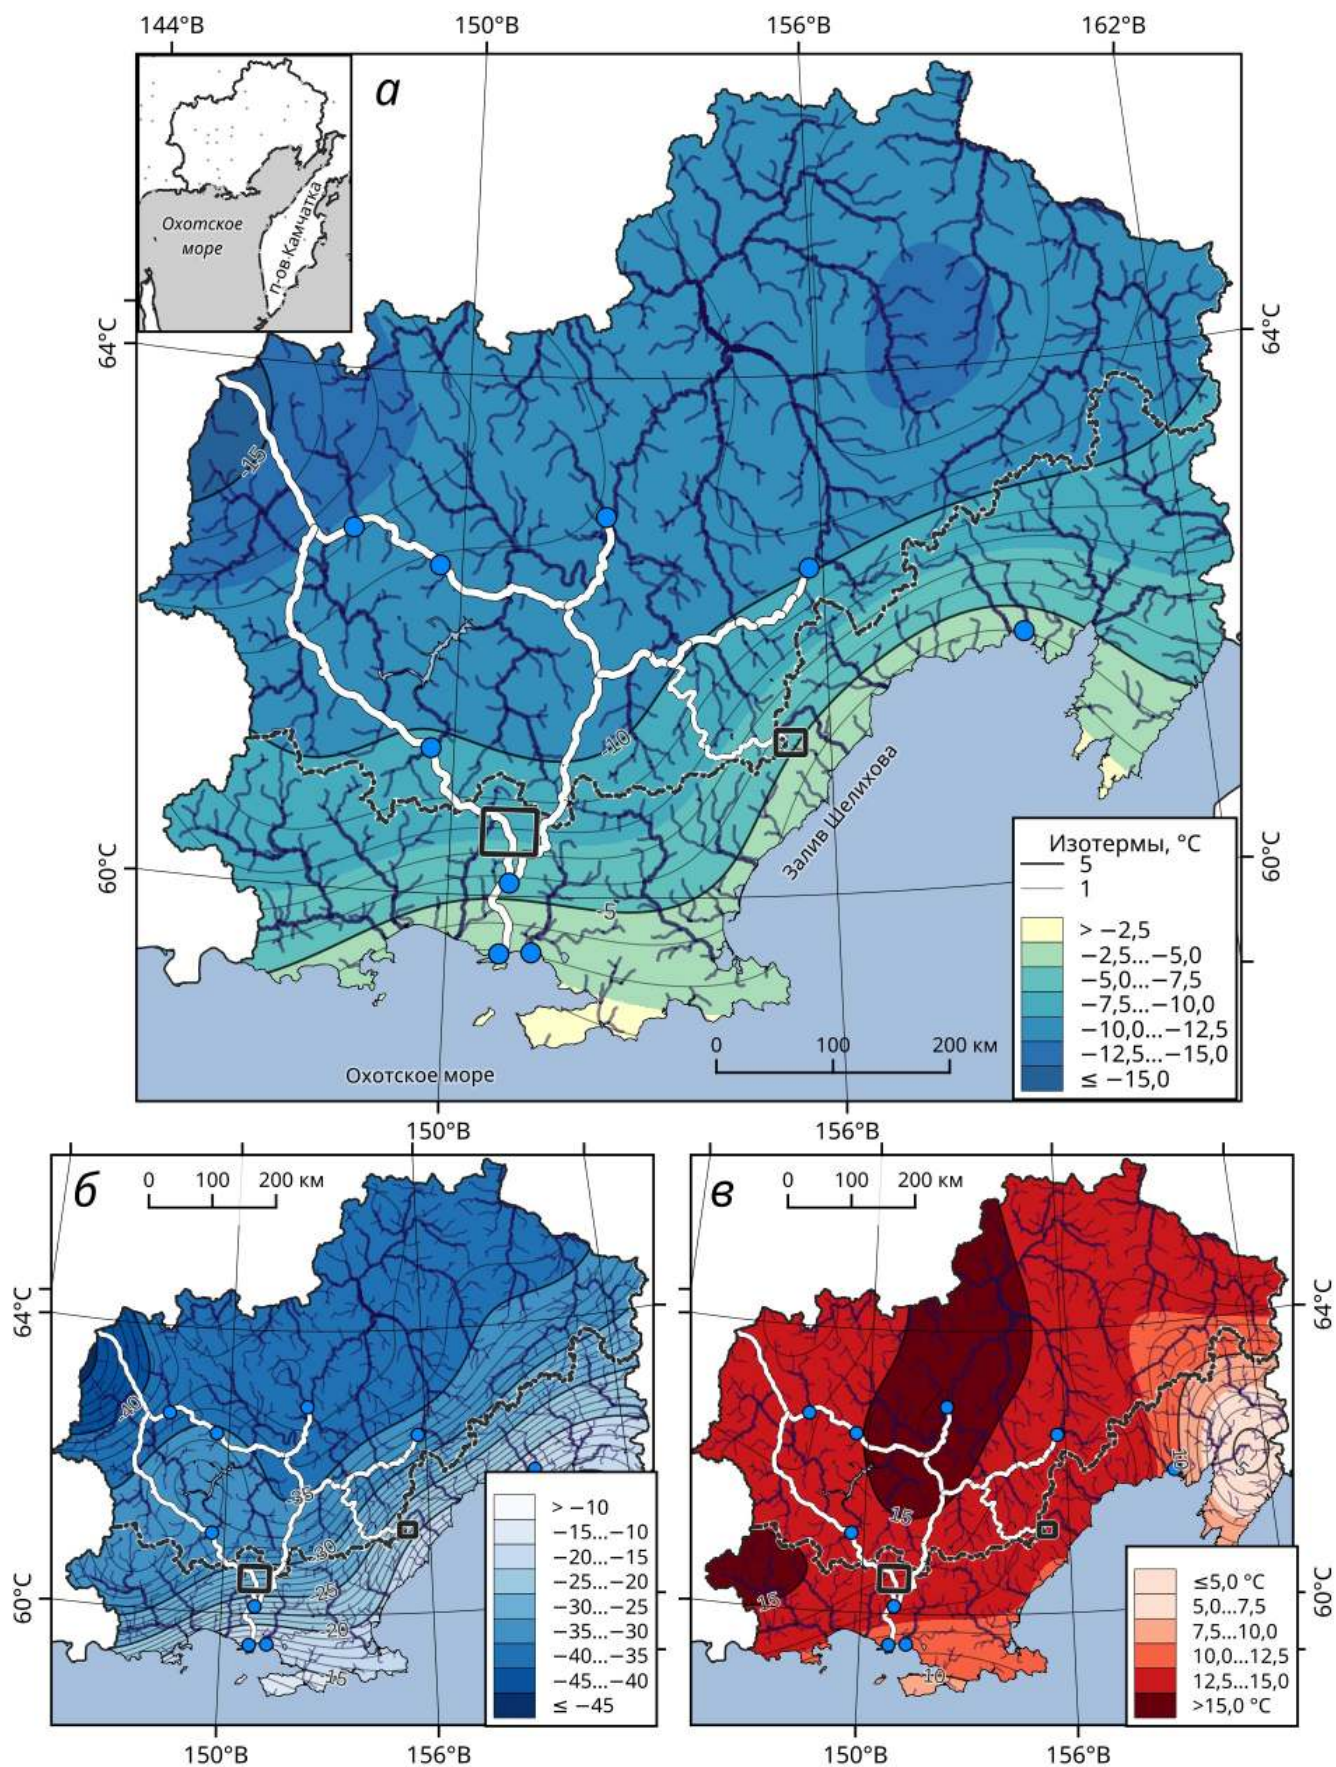 144°В
150°В
156°В
162°В
а
Охотское
море
п-ов Камчатка
64°С
64°С
-15
-10
Залив Шелихова
60°С
60°С
-5
Изотермы, °С
5
1
> −2,5
−2,5...−5,0
−5,0...−7,5
−7,5...−10,0
−10,0...−12,5
−12,5...−15,0
≤ −15,0
0
100
200 км
Охотское море
150°В
156°В
б
0
100
200 км
64°С
-40
-35
-30
-25
-20
-15
60°С
> −10
−15...−10
−20...−15
−25...−20
−30...−25
−35...−30
−40...−35
−45...−40
≤ −45
150°В
156°В
в
0
100
200 км
64°С
15
10
5
15
10
60°С
≤5,0 °С
5,0...7,5
7,5...10,0
10,0...12,5
12,5...15,0
>15,0 °С
150°В
156°В